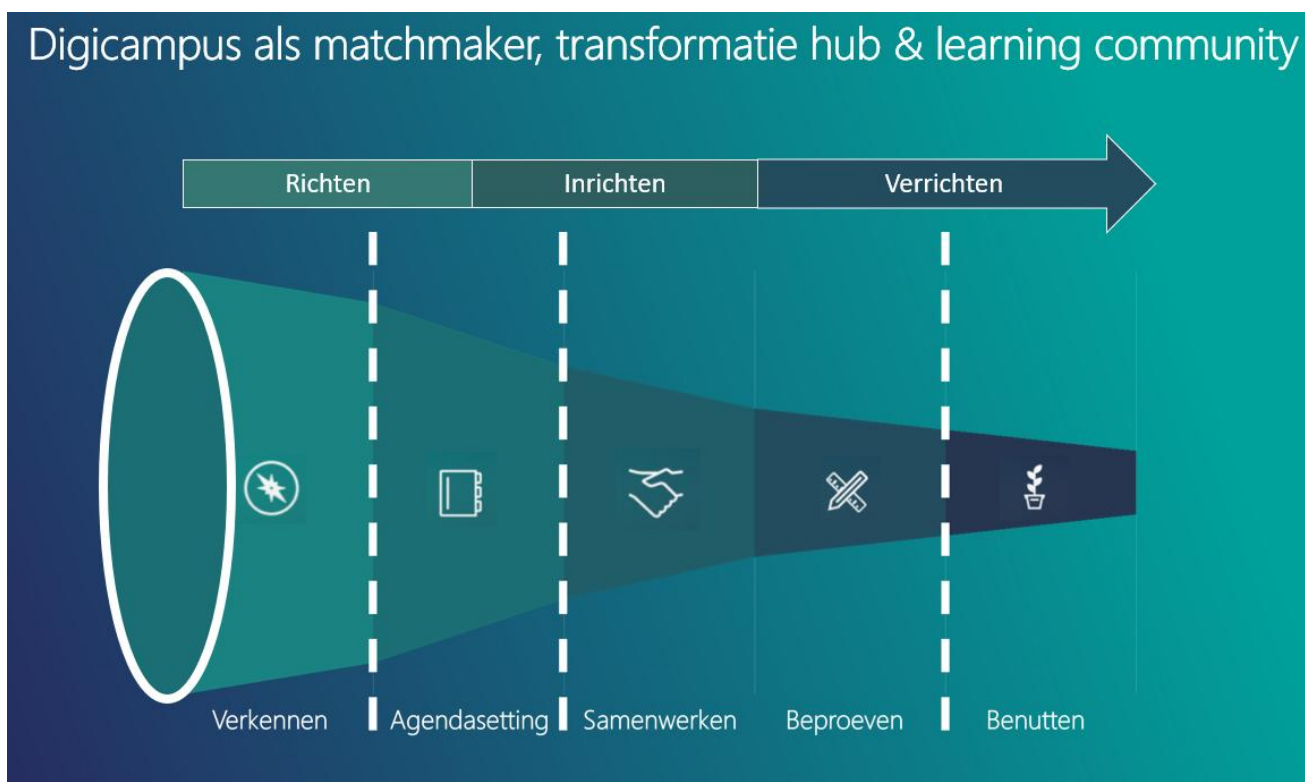 Digicampus als matchmaker, transformatie hub & learning community
Richten
Inrichten
Verrichten
Verkennen
Agendasetting
Samenwerken
Beproeven
Benutten